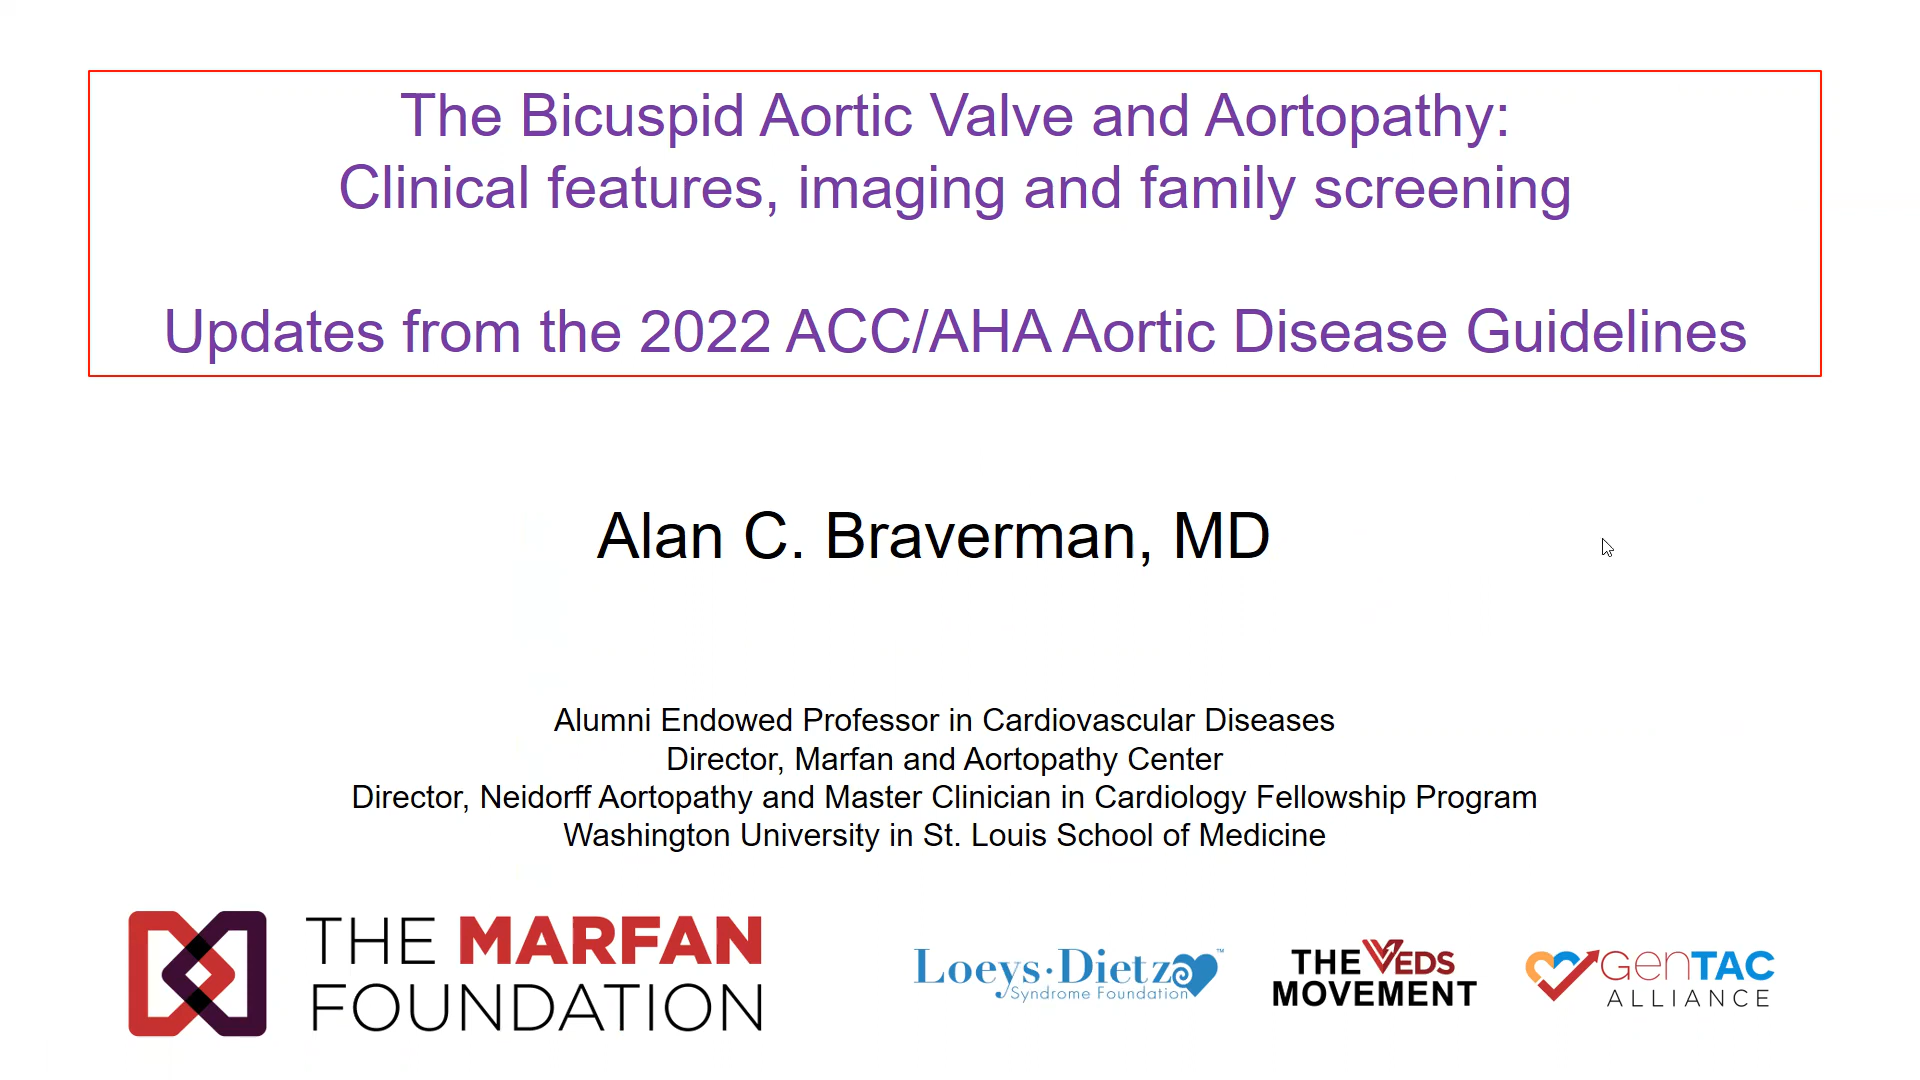 The Bicuspid Aortic Valve and Aortopathy:
Clinical features, imaging and family screening
Updates from the 2022 ACC/AHA Aortic Disease Guidelines
Alan C. Braverman, MD
Alumni Endowed Professor in Cardiovascular Diseases
Director, Marfan and Aortopathy Center
Director, Neidorff Aortopathy and Master Clinician in Cardiology Fellowship Program
Washington University in St. Louis School of Medicine
THE MARFAN
FOUNDATION
Loeys·Dietz™
Syndrome Foundation
THE VEDS
MOVEMENT
GenTAC
ALLIANCE